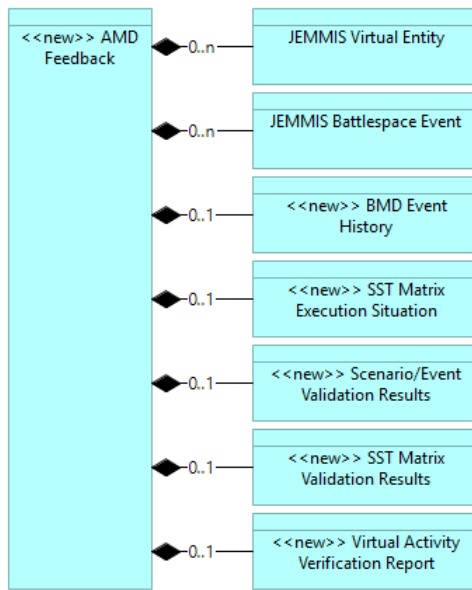 <<new>> AMD
Feedback
0..n
JEMMIS Virtual Entity
0..n
JEMMIS Battlespace Event
0..1
<<new>> BMD Event
History
0..1
<<new>> SST Matrix
Execution Situation
0..1
<<new>> Scenario/Event
Validation Results
0..1
<<new>> SST Matrix
Validation Results
0..1
<<new>> Virtual Activity
Verification Report